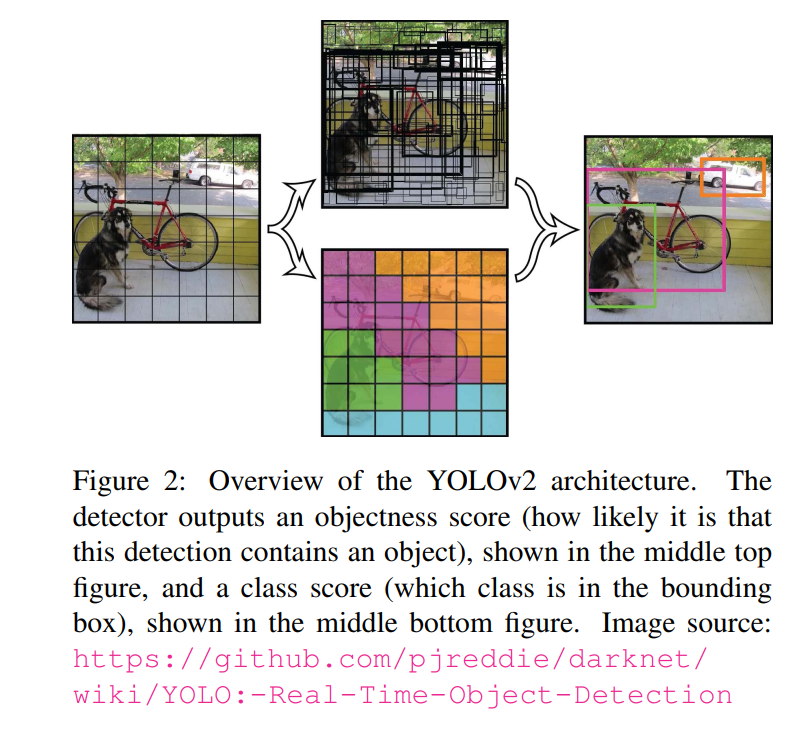 Figure 2: Overview of the YOLOv2 architecture. The
detector outputs an objectness score (how likely it is that
this detection contains an object), shown in the middle top
figure, and a class score (which class is in the bounding
box), shown in the middle bottom figure. Image source:
https://github.com/pjreddie/darknet/
wiki/YOLO:-Real-Time-Object-Detection